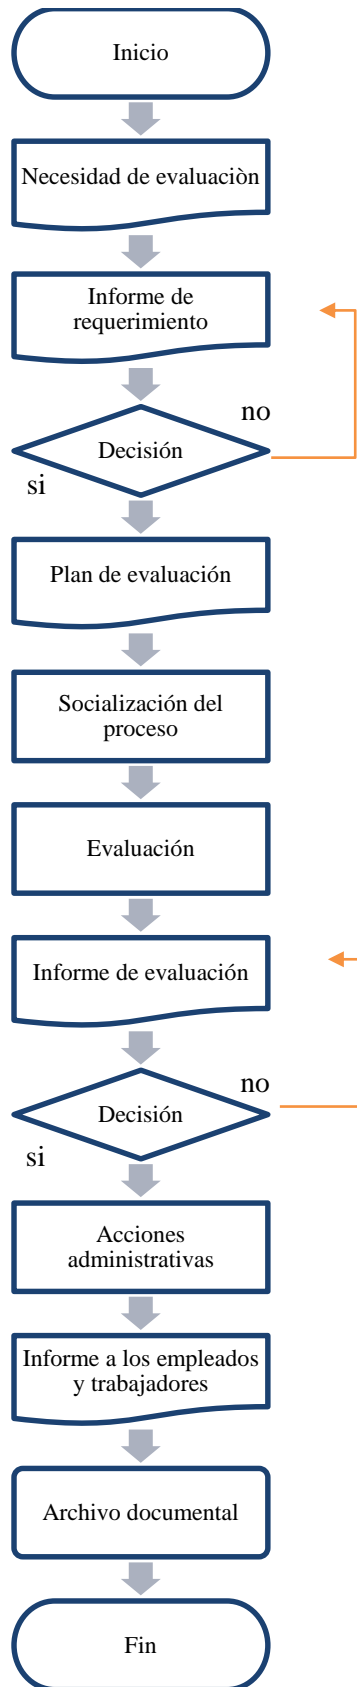 Inicio
Necesidad de evaluaciòn
Informe de
requerimiento
no
Decisión
si
Plan de evaluación
Socialización del
proceso
Evaluación
Informe de evaluación
no
Decisión
si
Acciones
administrativas
Informe a los empleados
y trabajadores
Archivo documental
Fin